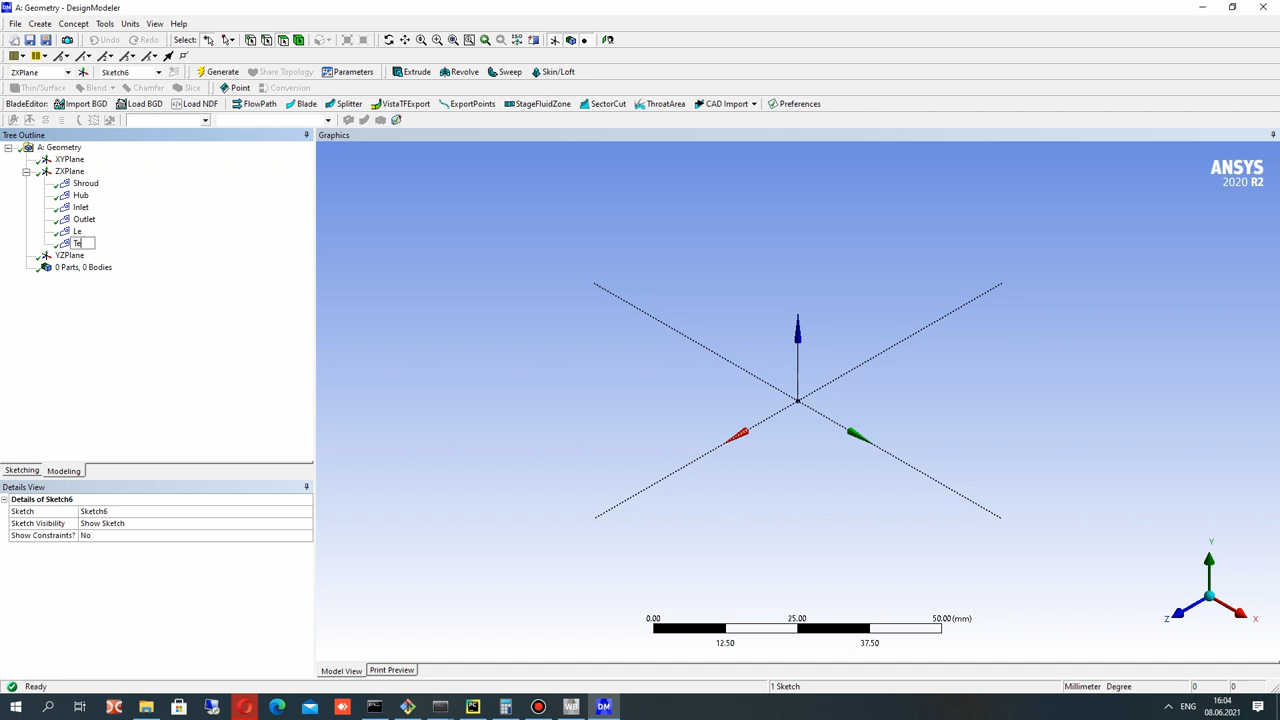 A: Geometry - DesignModeler
File Create Concept Tools Units View Help
Undo Redo Select:
ZXPlane Sketch6 Generate Share Topology Parameters Extrude Revolve Sweep Skin/Loft
Thin/Surface Blend Chamfer Slice Point Conversion
BladeEditor: Import BGD Load BGD Load NDF FlowPath Blade Splitter VistaTFExport ExportPoints StageFluidZone SectorCut ThroatArea CAD Import Preferences
Tree Outline
Graphics
A: Geometry
XYPlane
ZXPlane
Shroud
Hub
Inlet
Outlet
Le
Te
YZPlane
0 Parts, 0 Bodies
ANSYS
2020 R2
Sketching Modeling
Details View
Details of Sketch6
Sketch Sketch6
Sketch Visibility Show Sketch
Show Constraints? No
Y
Z
X
0.00 25.00 50.00 (mm)
12.50 37.50
Model View Print Preview
Ready 1 Sketch Millimeter Degree 0 0
ENG
16:04
08.06.2021